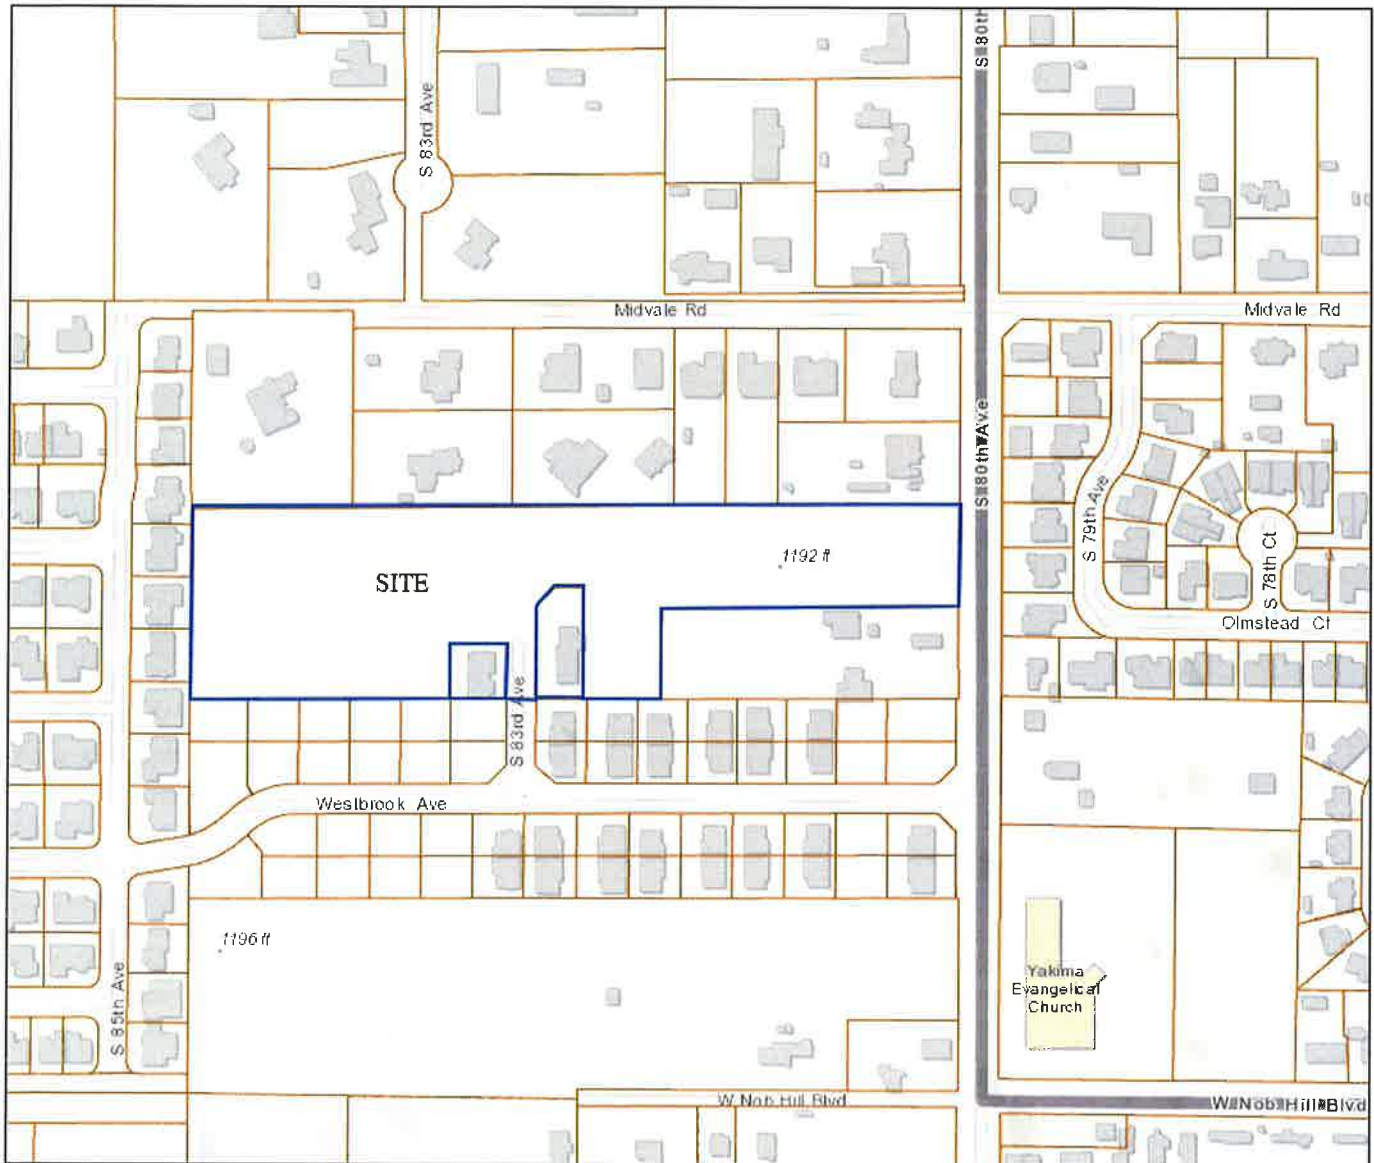 S 80th
S 83rd Ave
Midvale Rd
Midvale Rd
S 80th Ave
S 79th Ave
S 78th Ct
1192 ft
SITE
Olmstead Ct
S 83rd Ave
Westbrook Ave
1196 ft
S 85th Ave
Yakima
Evangelical
Church
W Nob Hill Blvd
W Nob Hill Blvd